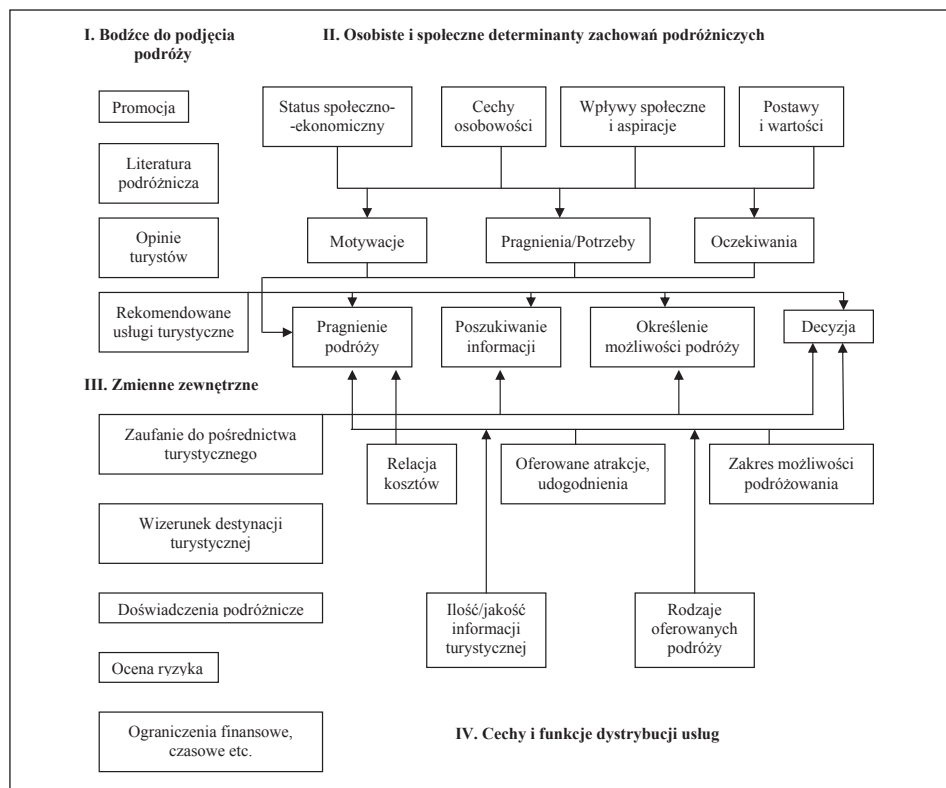 I. Bodźce do podjęcia
podróży
II. Osobiste i społeczne determinanty zachowań podróżniczych
Promocja
Status społeczno-
-ekonomiczny
Cechy
osobowości
Wpływy społeczne
i aspiracje
Postawy
i wartości
Literatura
podróżnicza
Opinie
turystów
Motywacje
Pragnienia/Potrzeby
Oczekiwania
Rekomendowane
usługi turystyczne
Pragnienie
podróży
Poszukiwanie
informacji
Określenie
możliwości podróży
Decyzja
III. Zmienne zewnętrzne
Zaufanie do pośrednictwa
turystycznego
Relacja
kosztów
Oferowane atrakcje,
udogodnienia
Zakres możliwości
podróżowania
Wizerunek destynacji
turystycznej
Doświadczenia podróżnicze
Ilość/jakość
informacji
turystycznej
Rodzaje
oferowanych
podróży
Ocena ryzyka
Ograniczenia finansowe,
czasowe etc.
IV. Cechy i funkcje dystrybucji usług